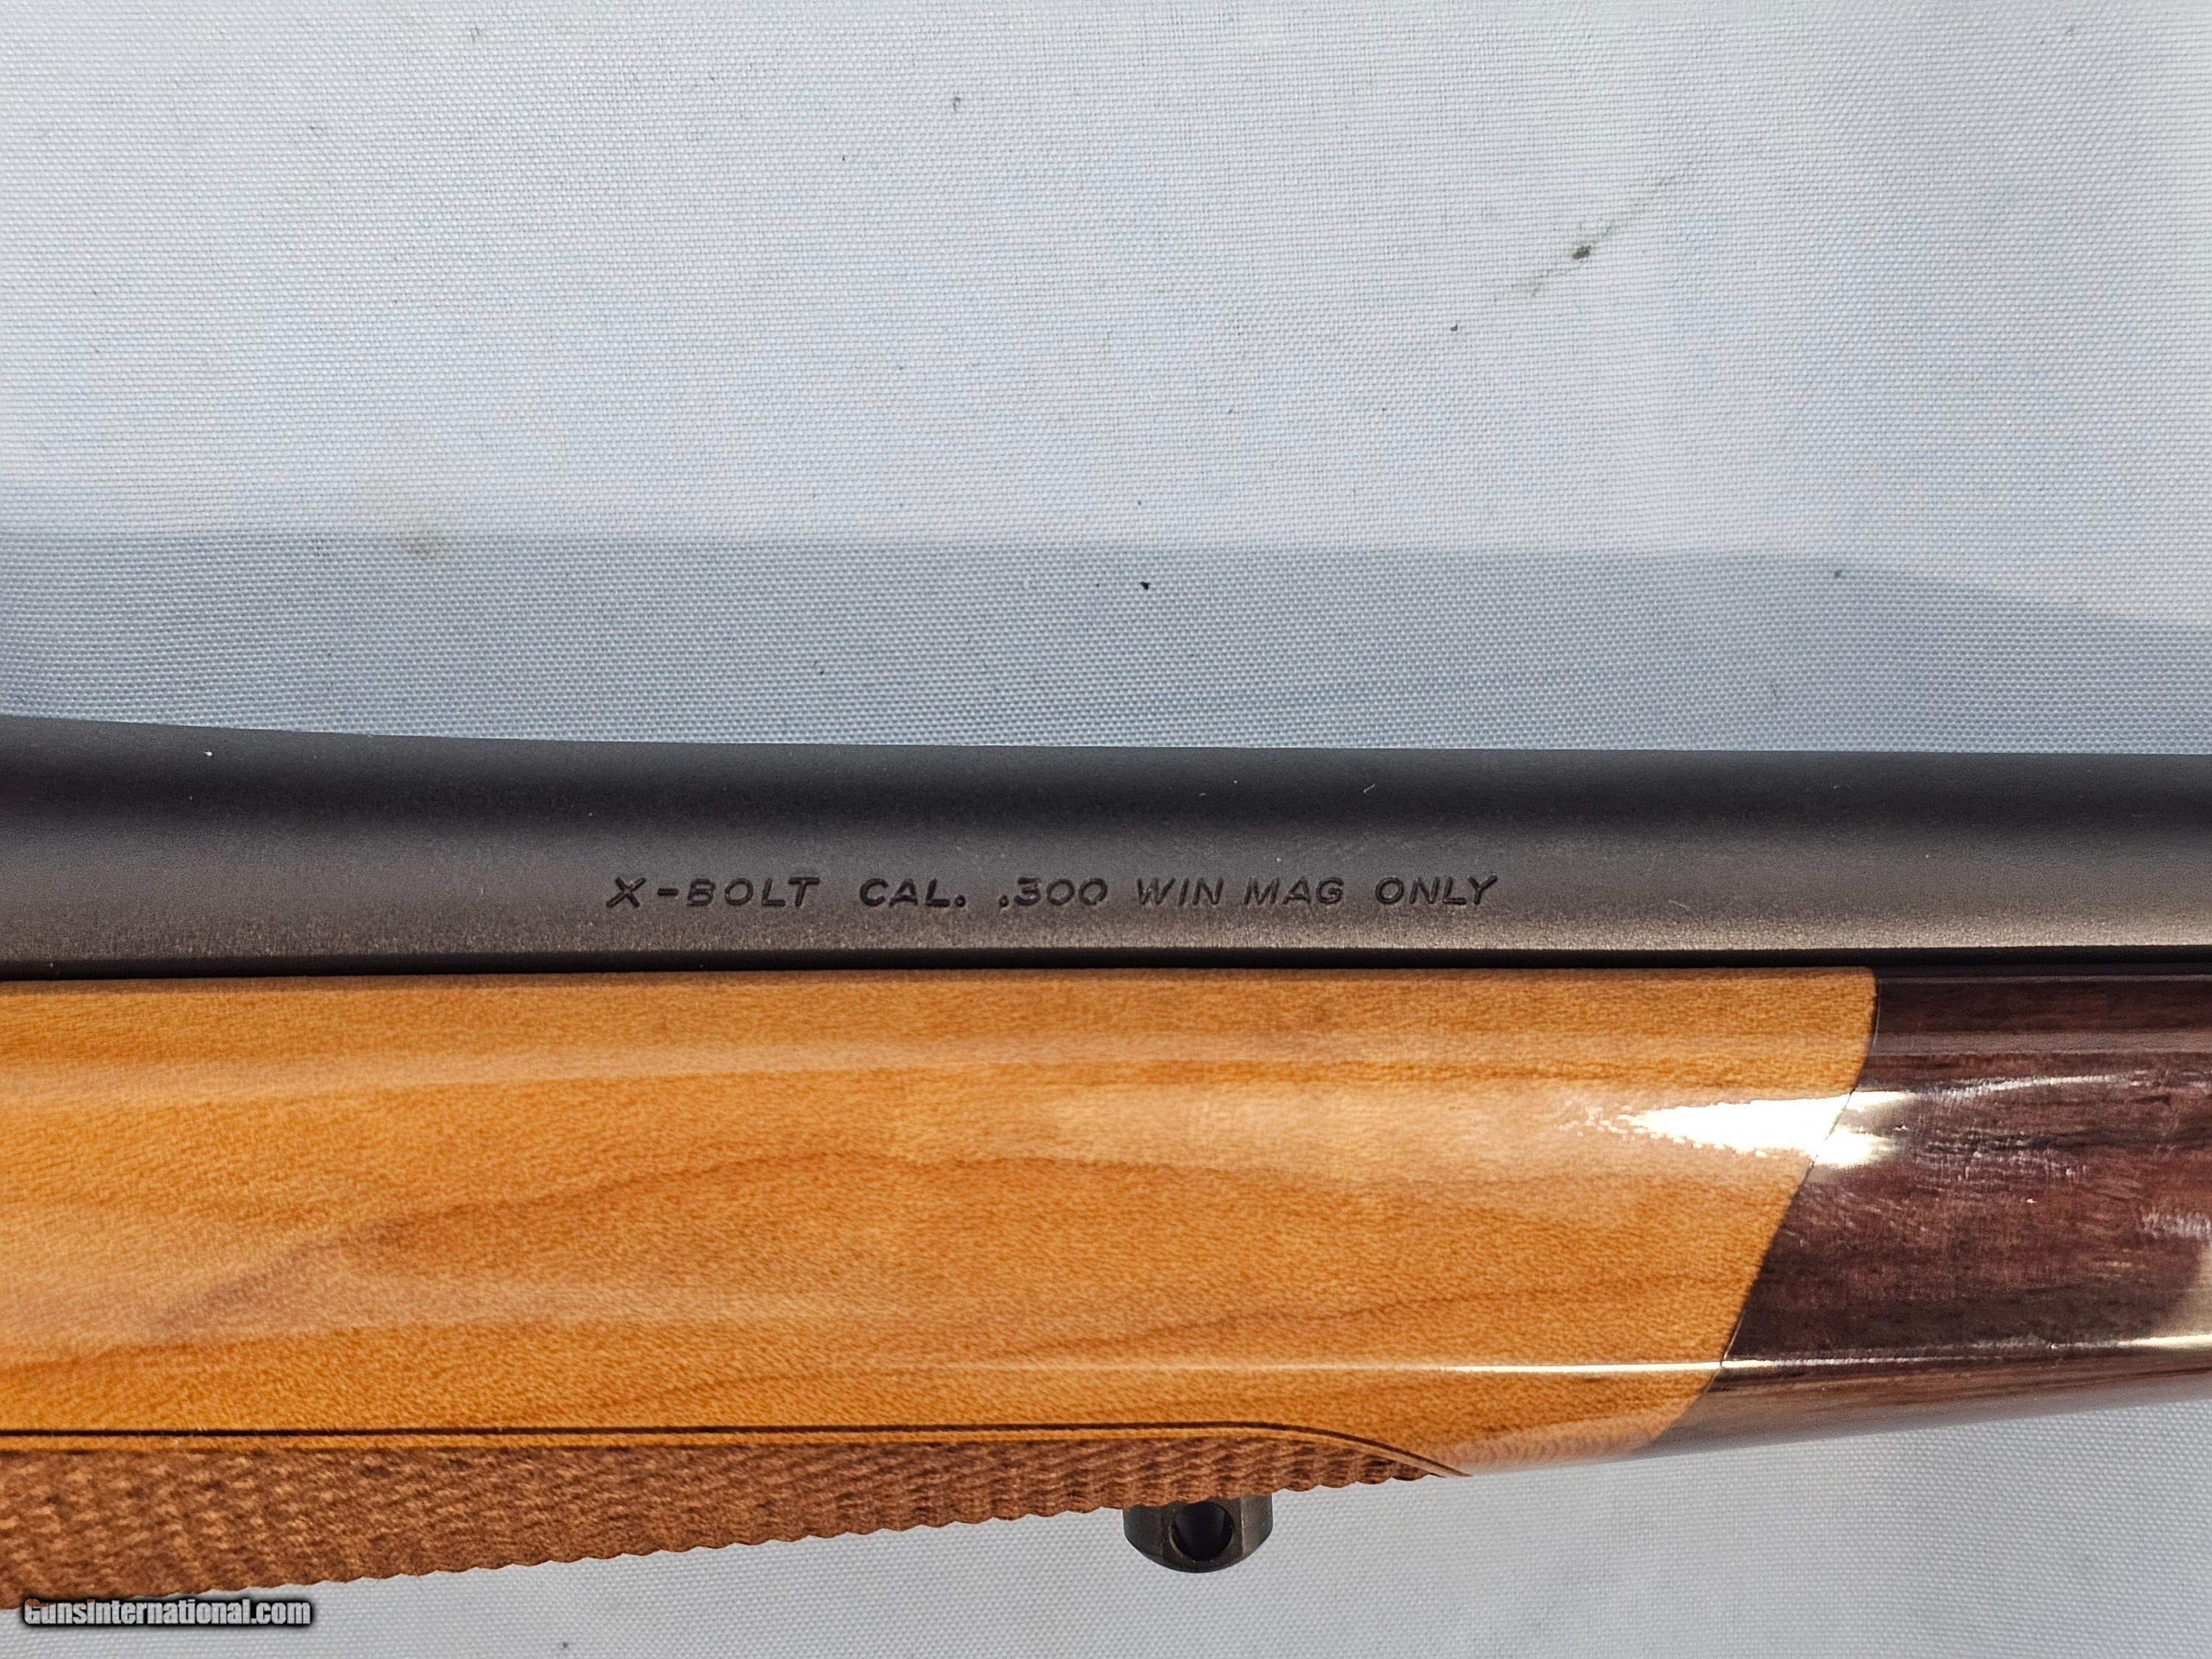 X-BOLT CAL. .300 WIN MAG ONLY
GunsInternational.com